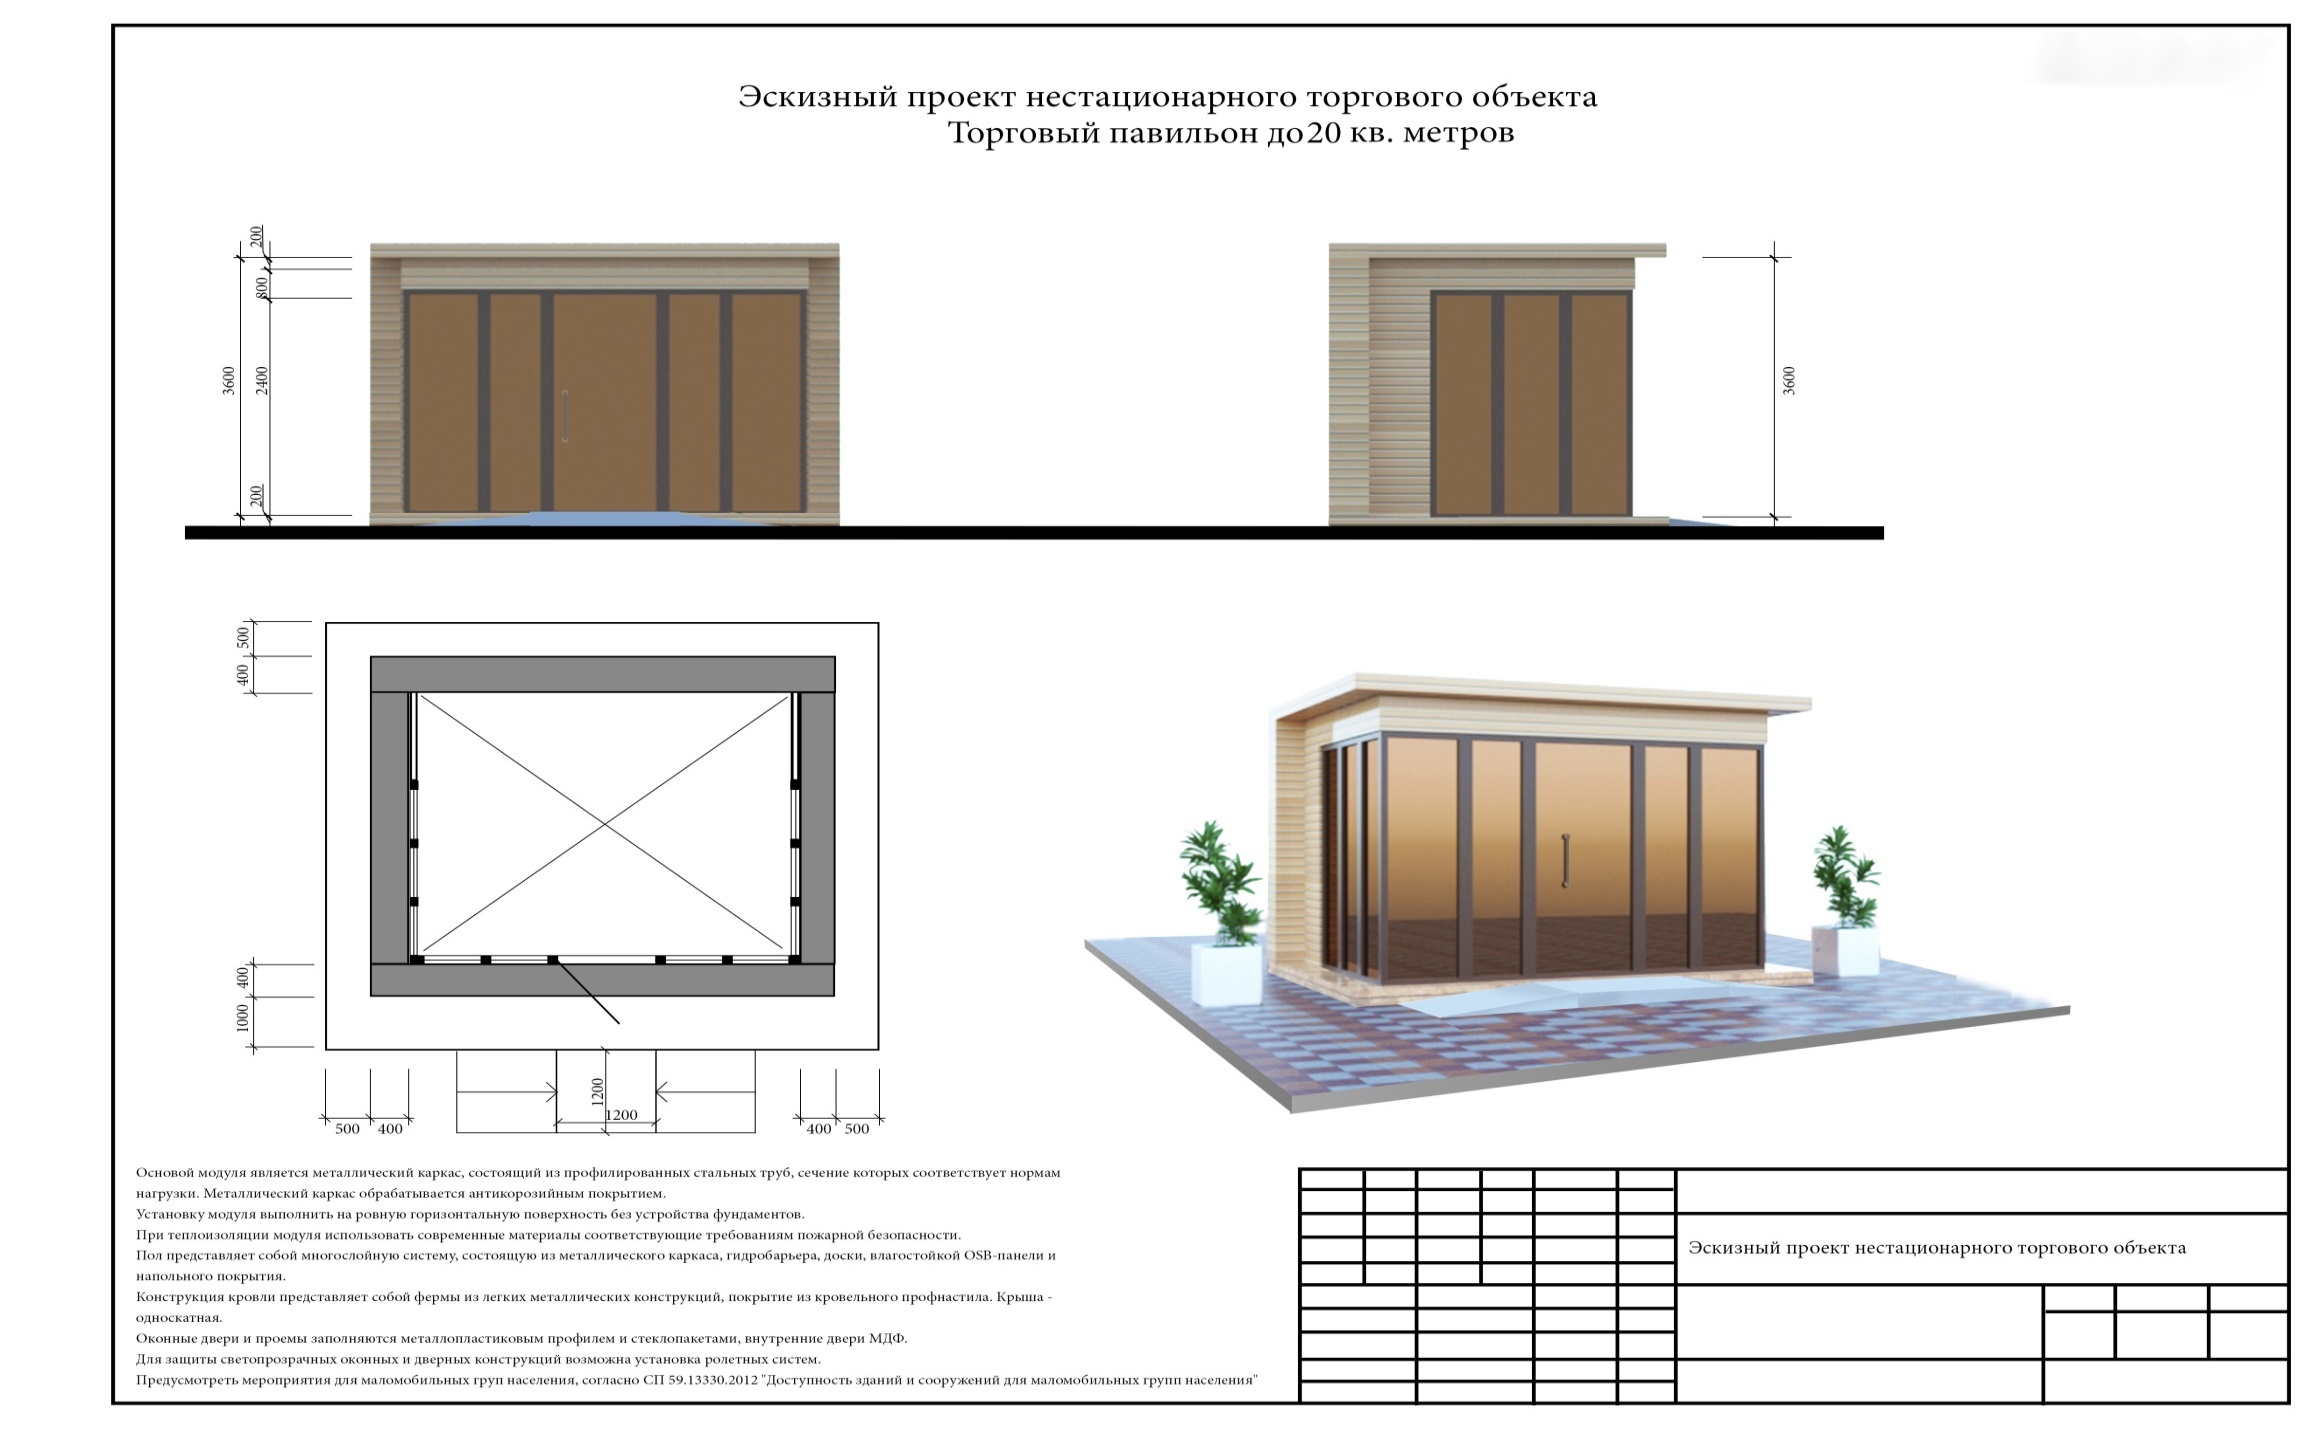 Эскизный проект нестационарного торгового объекта
Торговый павильон до 20 кв. метров
200
800
3600
2400
200
3600
500
400
400
1000
1200
1200
500
400
400
500
Основой модуля является металлический каркас, состоящий из профилированных стальных труб, сечение которых соответствует нормам
нагрузки. Металлический каркас обрабатывается антикорозийным покрытием.
Установку модуля выполнить на ровную горизонтальную поверхность без устройства фундаментов.
При теплоизоляции модуля использовать современные материалы соответствующие требованиям пожарной безопасности.
Пол представляет собой многослойную систему, состоящую из металлического каркаса, гидробарьера, доски, влагостойкой OSB-панели и
напольного покрытия.
Конструкция кровли представляет собой фермы из легких металлических конструкций, покрытие из кровельного профнастила. Крыша -
односкатная.
Оконные двери и проемы заполняются металлопластиковым профилем и стеклопакетами, внутренние двери МДФ.
Для защиты светопрозрачных оконных и дверных конструкций возможна установка ролетных систем.
Предусмотреть мероприятия для маломобильных груп населения, согласно СП 59.13330.2012 "Доступность зданий и сооружений для маломобильных групп населения"
Эскизный проект нестационарного торгового объекта